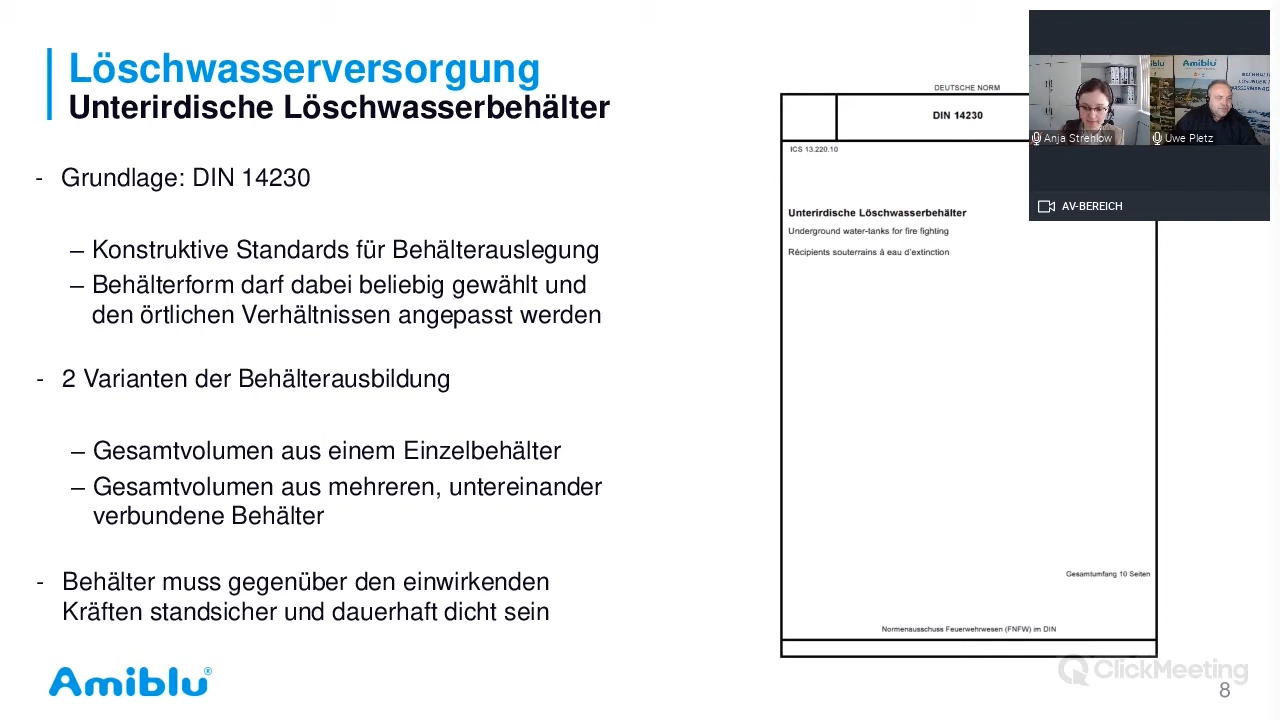 Löschwasserversorgung
Unterirdische Löschwasserbehälter
- Grundlage: DIN 14230
– Konstruktive Standards für Behälterauslegung
– Behälterform darf dabei beliebig gewählt und
den örtlichen Verhältnissen angepasst werden
- 2 Varianten der Behälterausbildung
– Gesamtvolumen aus einem Einzelbehälter
– Gesamtvolumen aus mehreren, untereinander
verbundene Behälter
- Behälter muss gegenüber den einwirkenden
Kräften standsicher und dauerhaft dicht sein
Amiblu®
DEUTSCHE NORM
DIN 14230
ICS 13.220.10
Unterirdische Löschwasserbehälter
Underground water-tanks for fire fighting
Récipients souterrains à eau d'extinction
Gesamtumfang 10 Seiten
Normenausschuss Feuerwehrwesen (FNFW) im DIN
Amiblu
Anja Strehlow
Uwe Pletz
AV-BEREICH
ClickMeeting
8